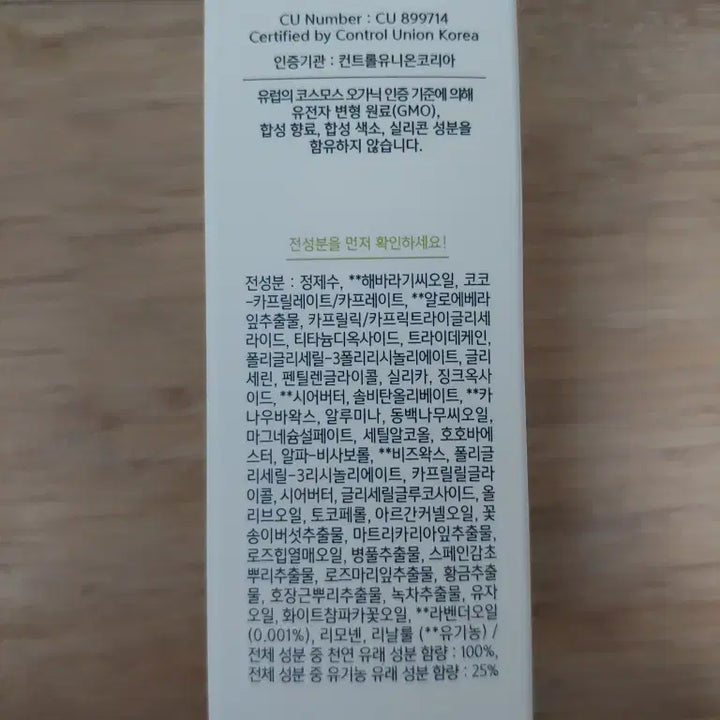 CU Number : CU 899714
Certified by Control Union Korea
인증기관 : 컨트롤유니온코리아
유럽의 코스모스 오가닉 인증 기준에 의해
유전자 변형 원료(GMO),
합성 향료, 합성 색소, 실리콘 성분을
함유하지 않습니다.
전성분을 먼저 확인하세요!
전성분 : 정제수, **해바라기씨오일, 코코
-카프릴레이트/카프레이트, **알로에베라
잎추출물, 카프릴릭/카프릭트라이글리세
라이드, 티타늄디옥사이드, 트라이데케인,
폴리글리세릴-3폴리리시놀리에이트, 글리
세린, 펜틸렌글라이콜, 실리카, 징크옥사
이드, **시어버터, 솔비탄올리베이트, **카
나우바왁스, 알루미나, 동백나무씨오일,
마그네슘설페이트, 세틸알코올, 호호바에
스터, 알파-비사보롤, **비즈왁스, 폴리글
리세릴-3리시놀리에이트, 카프릴릴글라
이콜, 시어버터, 글리세릴글루코사이드, 올
리브오일, 토코페롤, 아르간커넬오일, 꽃
송이버섯추출물, 마트리카리아잎추출물,
로즈힙열매오일, 병풀추출물, 스페인감초
뿌리추출물, 로즈마리잎추출물, 황금추출
물, 호장근뿌리추출물, 녹차추출물, 유자
오일, 화이트참파카꽃오일, **라벤더오일
(0.001%), 리모넨, 리날룰 (**유기농) /
전체 성분 중 천연 유래 성분 함량 : 100%,
전체 성분 중 유기농 유래 성분 함량 : 25%